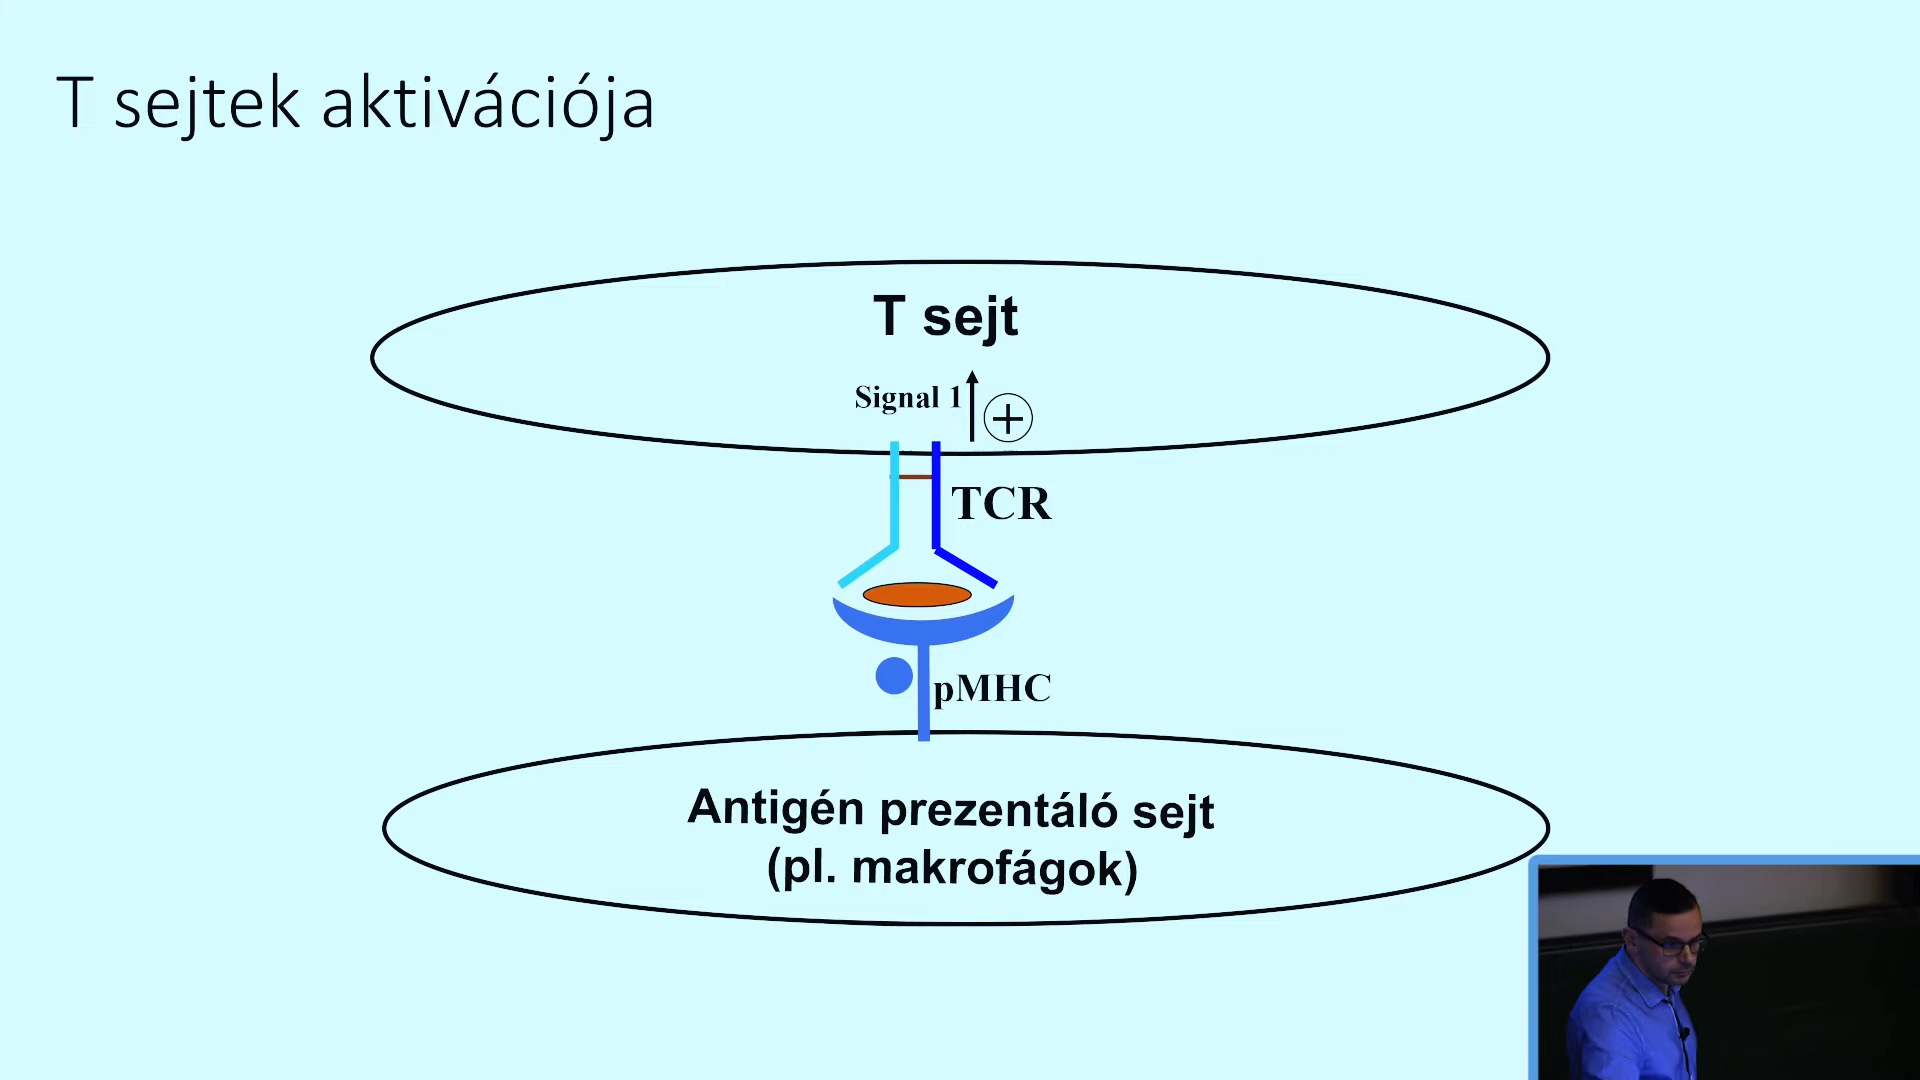 T sejtek aktivációja
T sejt
Signal 1
TCR
pMHC
Antigén prezentáló sejt
(pl. makrofágok)